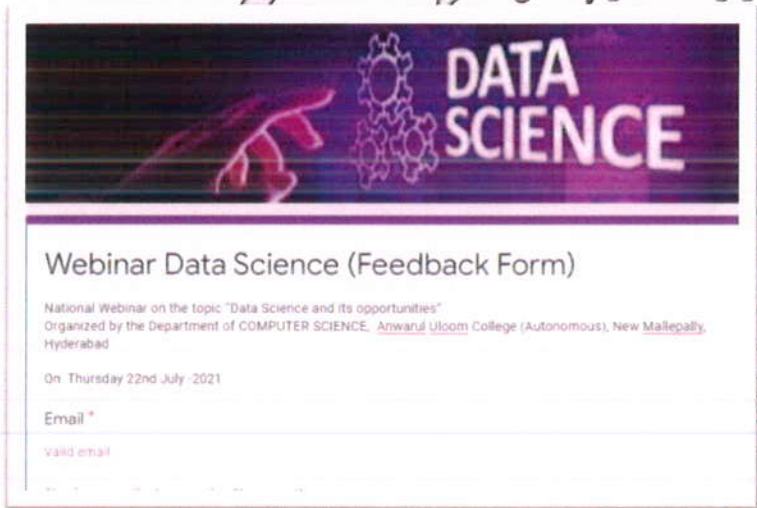 DATA
SCIENCE
Webinar Data Science (Feedback Form)
National Webinar on the topic "Data Science and its opportunities"
Organized by the Department of COMPUTER SCIENCE, Anwarul Uloom College (Autonomous), New Mallepally,
Hyderabad
On Thursday 22nd July -2021
Email *
Valid email